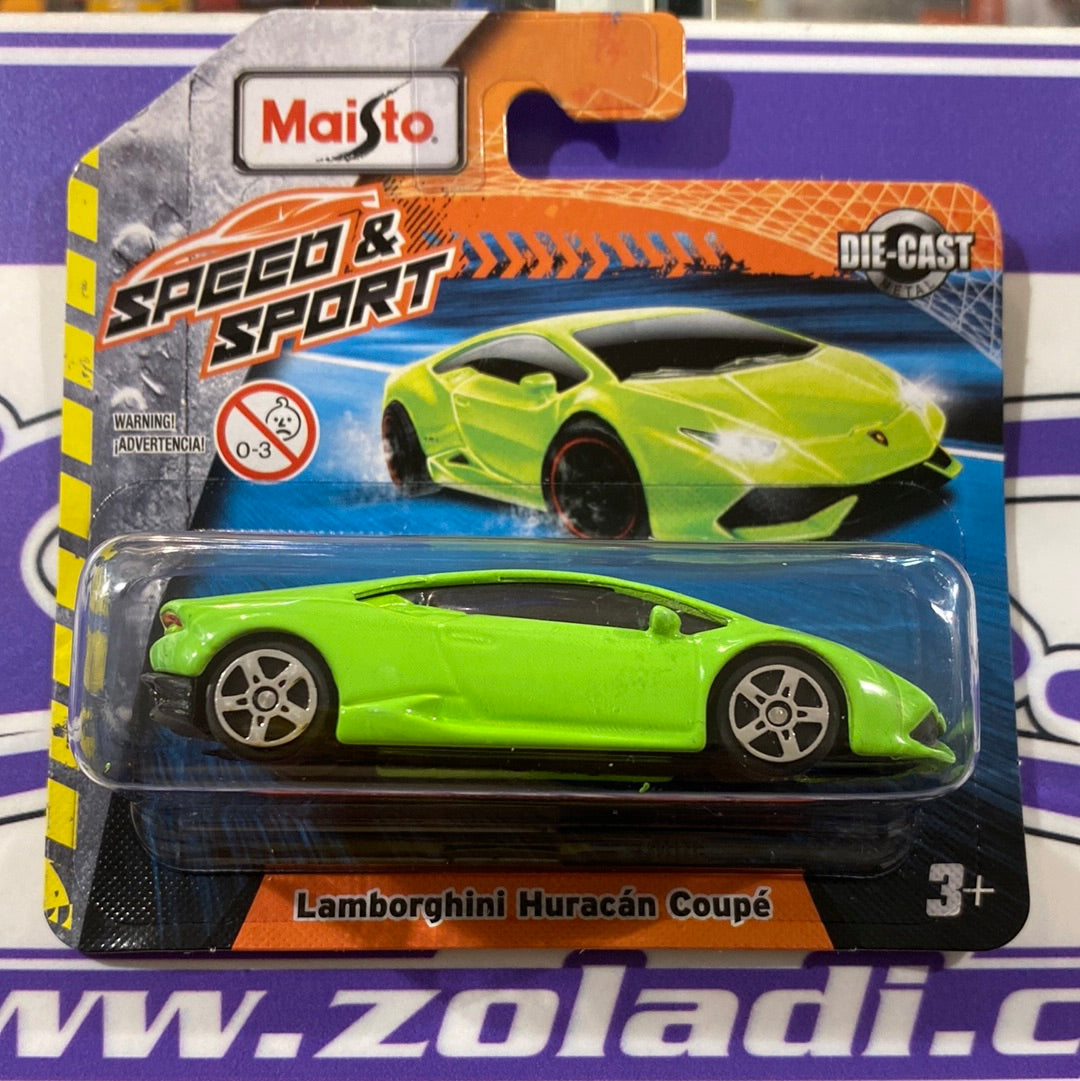 Maisto
SPEED &
SPORT
DIE-CAST
METAL
WARNING!
¡ADVERTENCIA!
0-3
Lamborghini Huracán Coupé
3+
www.zoladi.c